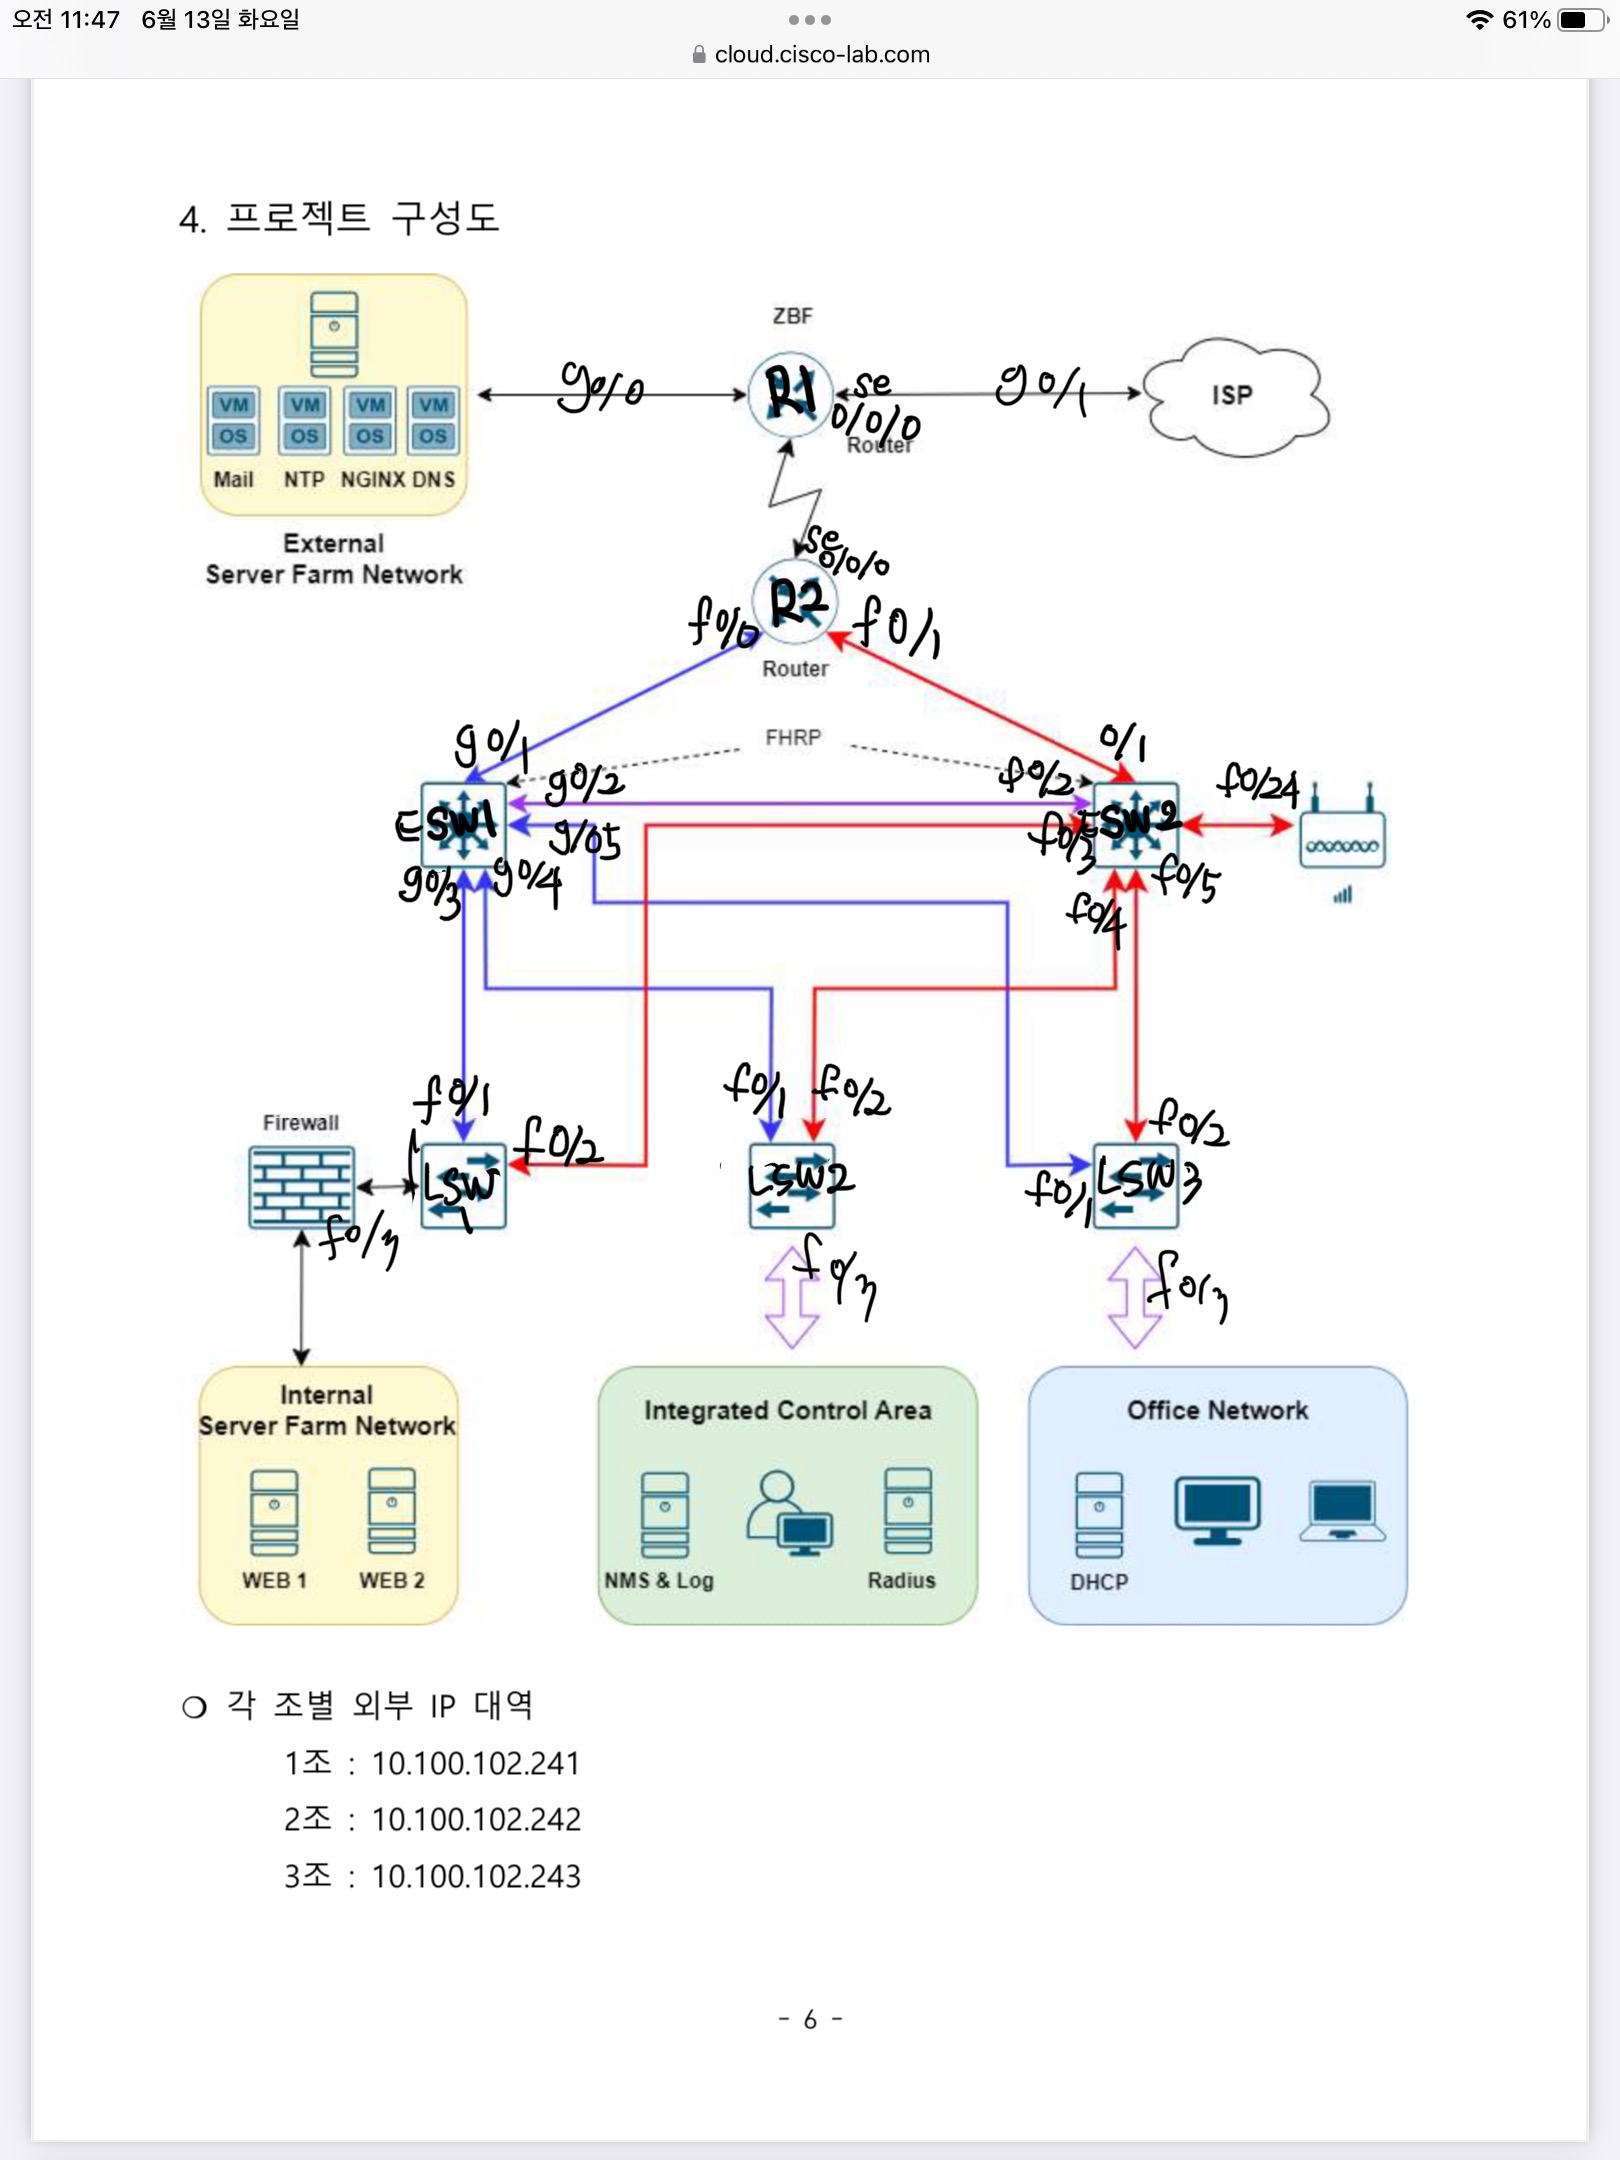 오전 11:47 6월 13일 화요일
61%
cloud.cisco-lab.com
4. 프로젝트 구성도
ZBF
g0/0
R1
se
0/0/0
g0/1
ISP
Router
VM VM VM VM
OS OS OS OS
Mail NTP NGINX DNS
External
Server Farm Network
se
0/0/0
R2
f0/0
f0/1
Router
FHRP
g0/1
0/1
g0/2
f0/2
f0/24
ESW1
g/05
f0/3
ESW2
g0/3
g0/4
f0/4
f0/5
f0/1
f0/1
f0/2
f0/2
Firewall
f0/2
LSW
1
LSW2
f0/1
LSW3
f0/3
f0/3
f0/3
Internal
Server Farm Network
WEB 1 WEB 2
Integrated Control Area
NMS & Log Radius
Office Network
DHCP
❍ 각 조별 외부 IP 대역
1조 : 10.100.102.241
2조 : 10.100.102.242
3조 : 10.100.102.243
- 6 -